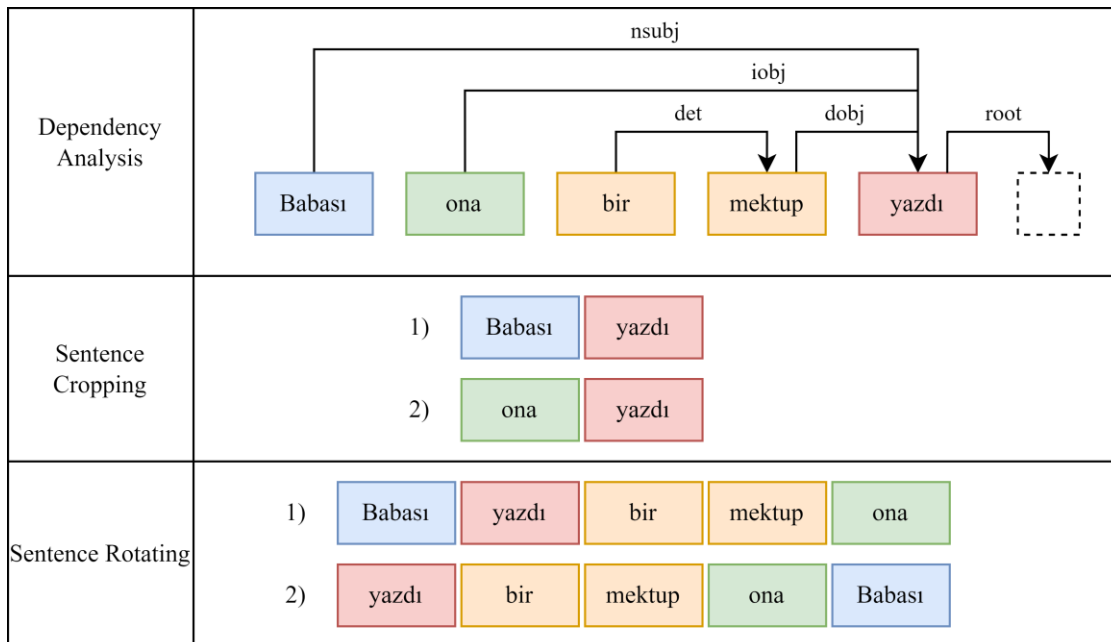 nsubj
iobj
det dobj root
Dependency
Analysis
Babası ona bir mektup yazdı
Sentence
Cropping
1) Babası yazdı
2) ona yazdı
Sentence Rotating
1) Babası yazdı bir mektup ona
2) yazdı bir mektup ona Babası